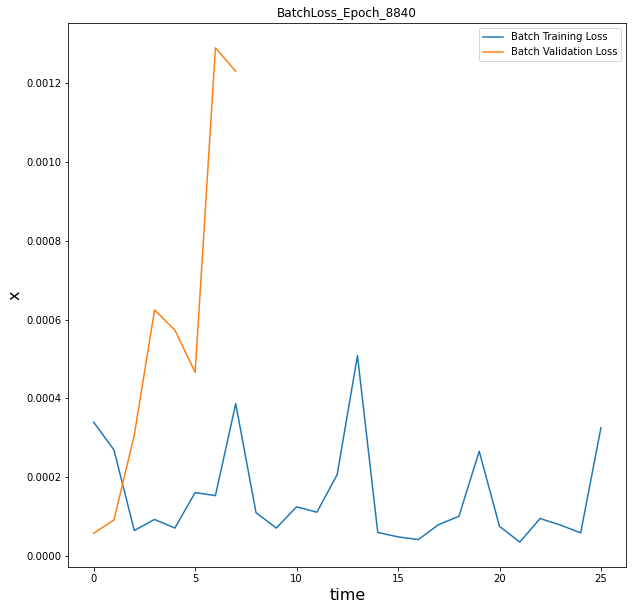 BatchLoss_Epoch_8840
Batch Training Loss
Batch Validation Loss
0.0012
0.0010
0.0008
0.0006
0.0004
0.0002
0.0000
x
0 5 10 15 20 25
time